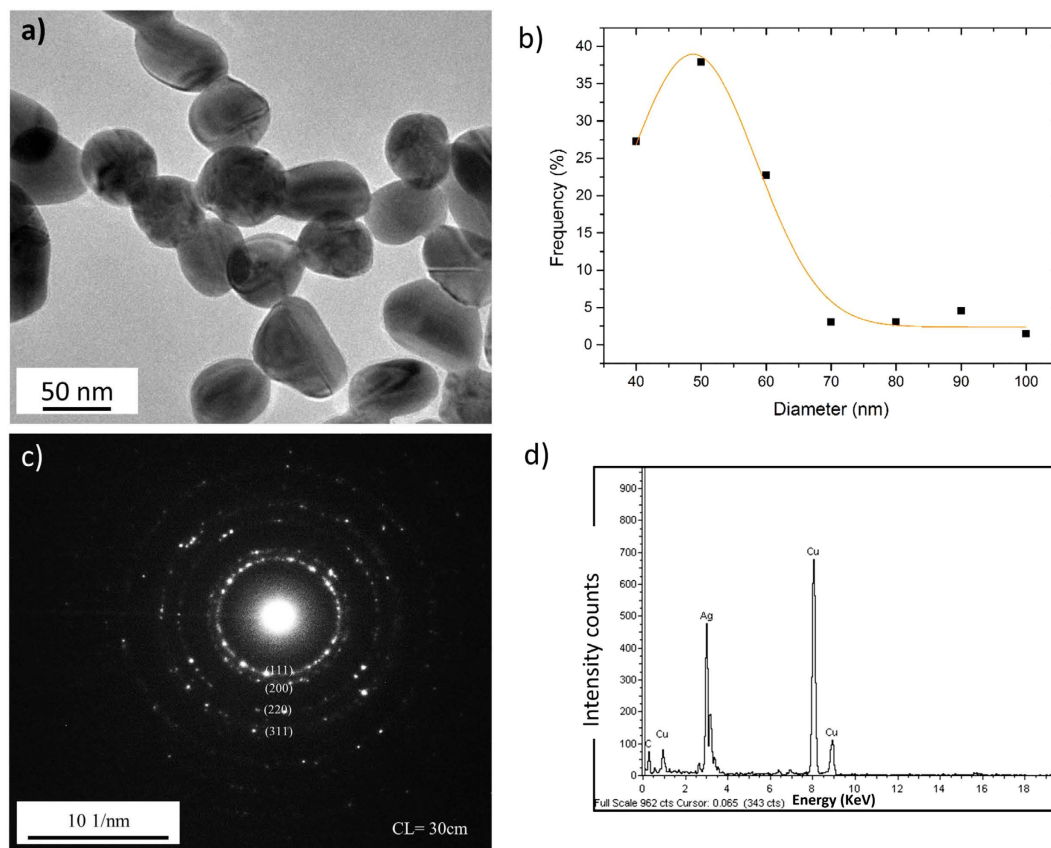 a)
50 nm
b)
Frequency (%)
40
35
30
25
20
15
10
5
0
40 50 60 70 80 90 100
Diameter (nm)
c)
(111)
(200)
(220)
(311)
10 1/nm
CL= 30cm
d)
Intensity counts
900
800
700
600
500
400
300
200
100
0
C
Cu
Ag
Cu
Cu
0 2 4 6 8 10 12 14 16 18
Full Scale 962 cts Cursor: 0.065 (343 cts)
Energy (KeV)